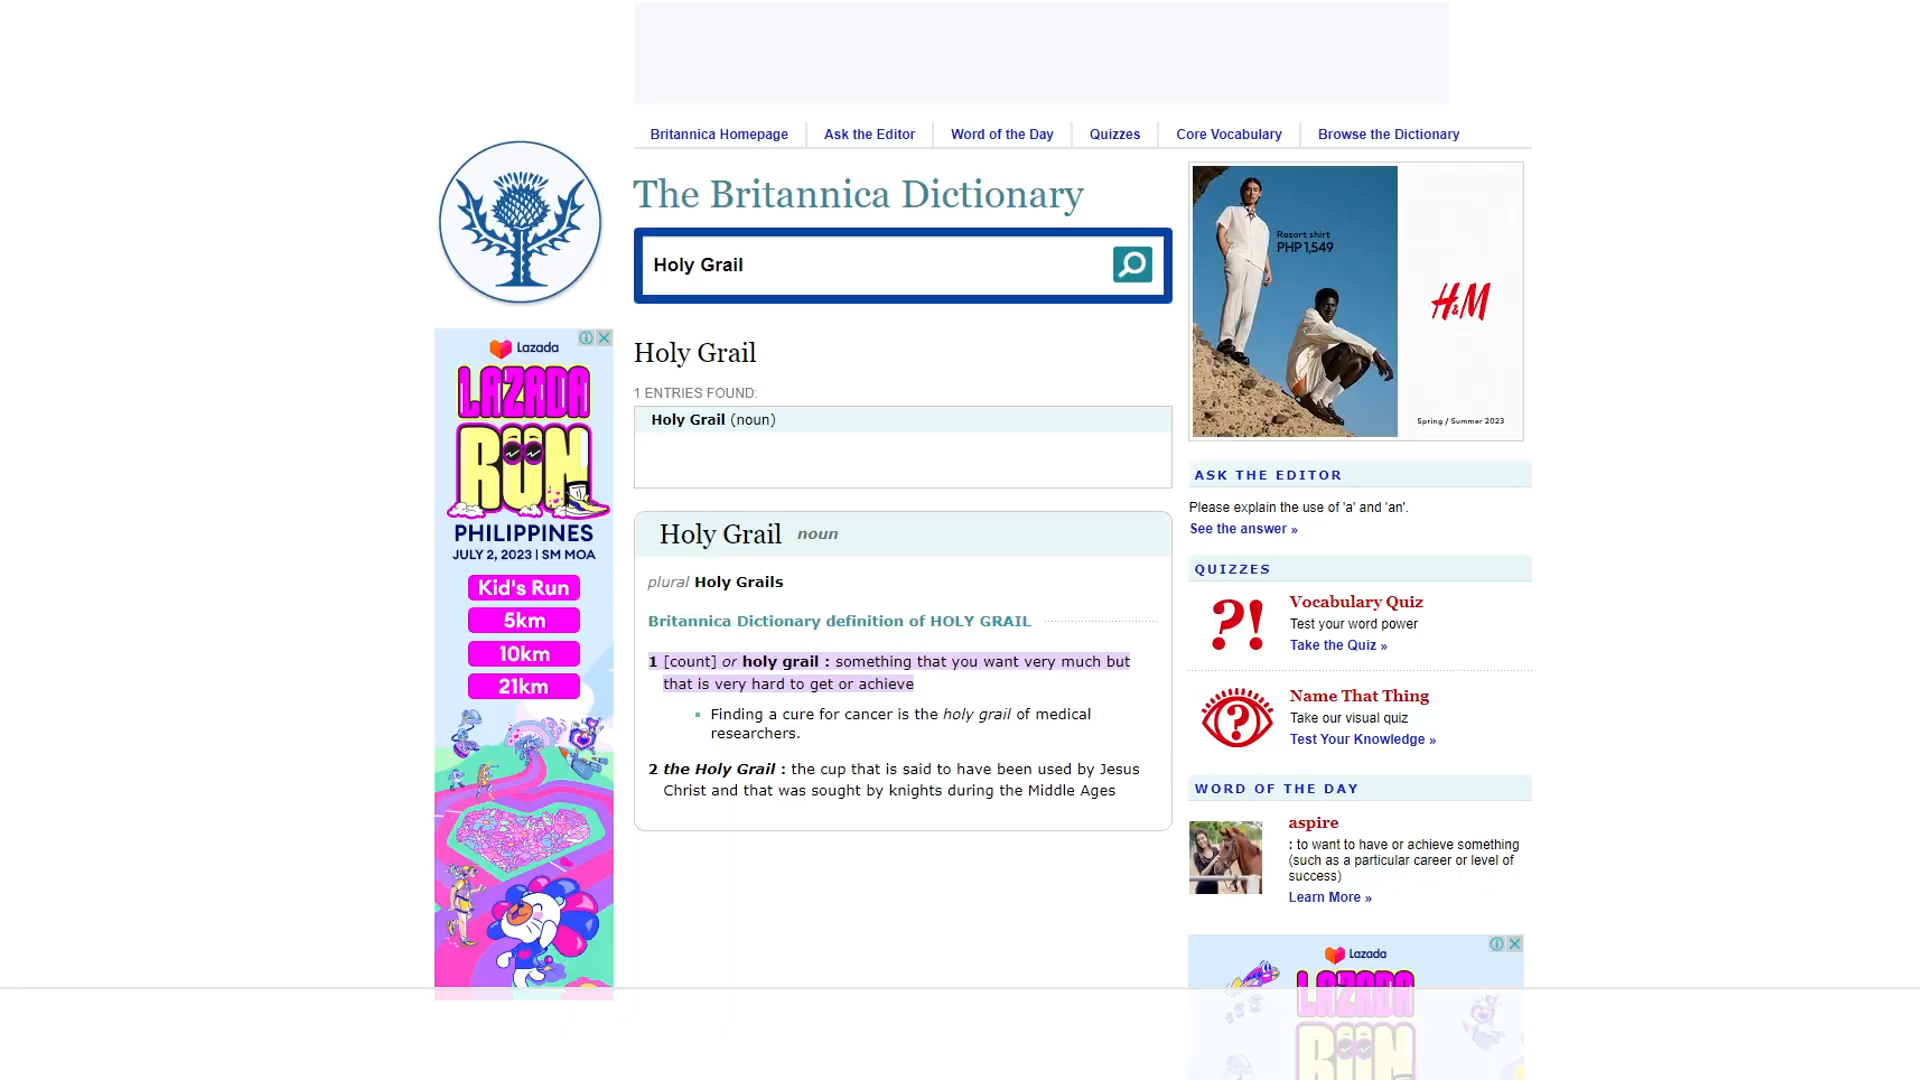 Britannica Homepage
Ask the Editor
Word of the Day
Quizzes
Core Vocabulary
Browse the Dictionary
The Britannica Dictionary
Holy Grail
Holy Grail
1 ENTRIES FOUND:
Holy Grail (noun)
Holy Grail noun
plural Holy Grails
Britannica Dictionary definition of HOLY GRAIL
1 [count] or holy grail : something that you want very much but
that is very hard to get or achieve
Finding a cure for cancer is the holy grail of medical
researchers.
2 the Holy Grail : the cup that is said to have been used by Jesus
Christ and that was sought by knights during the Middle Ages
Lazada
LAZADA
RUN
PHILIPPINES
JULY 2, 2023 | SM MOA
Kid's Run
5km
10km
21km
Resort shirt
PHP 1,549
H&M
Spring / Summer 2023
ASK THE EDITOR
Please explain the use of 'a' and 'an'.
See the answer »
QUIZZES
?!
Vocabulary Quiz
Test your word power
Take the Quiz »
?
Name That Thing
Take our visual quiz
Test Your Knowledge »
WORD OF THE DAY
aspire
: to want to have or achieve something
(such as a particular career or level of
success)
Learn More »
Lazada
LAZADA
RUN